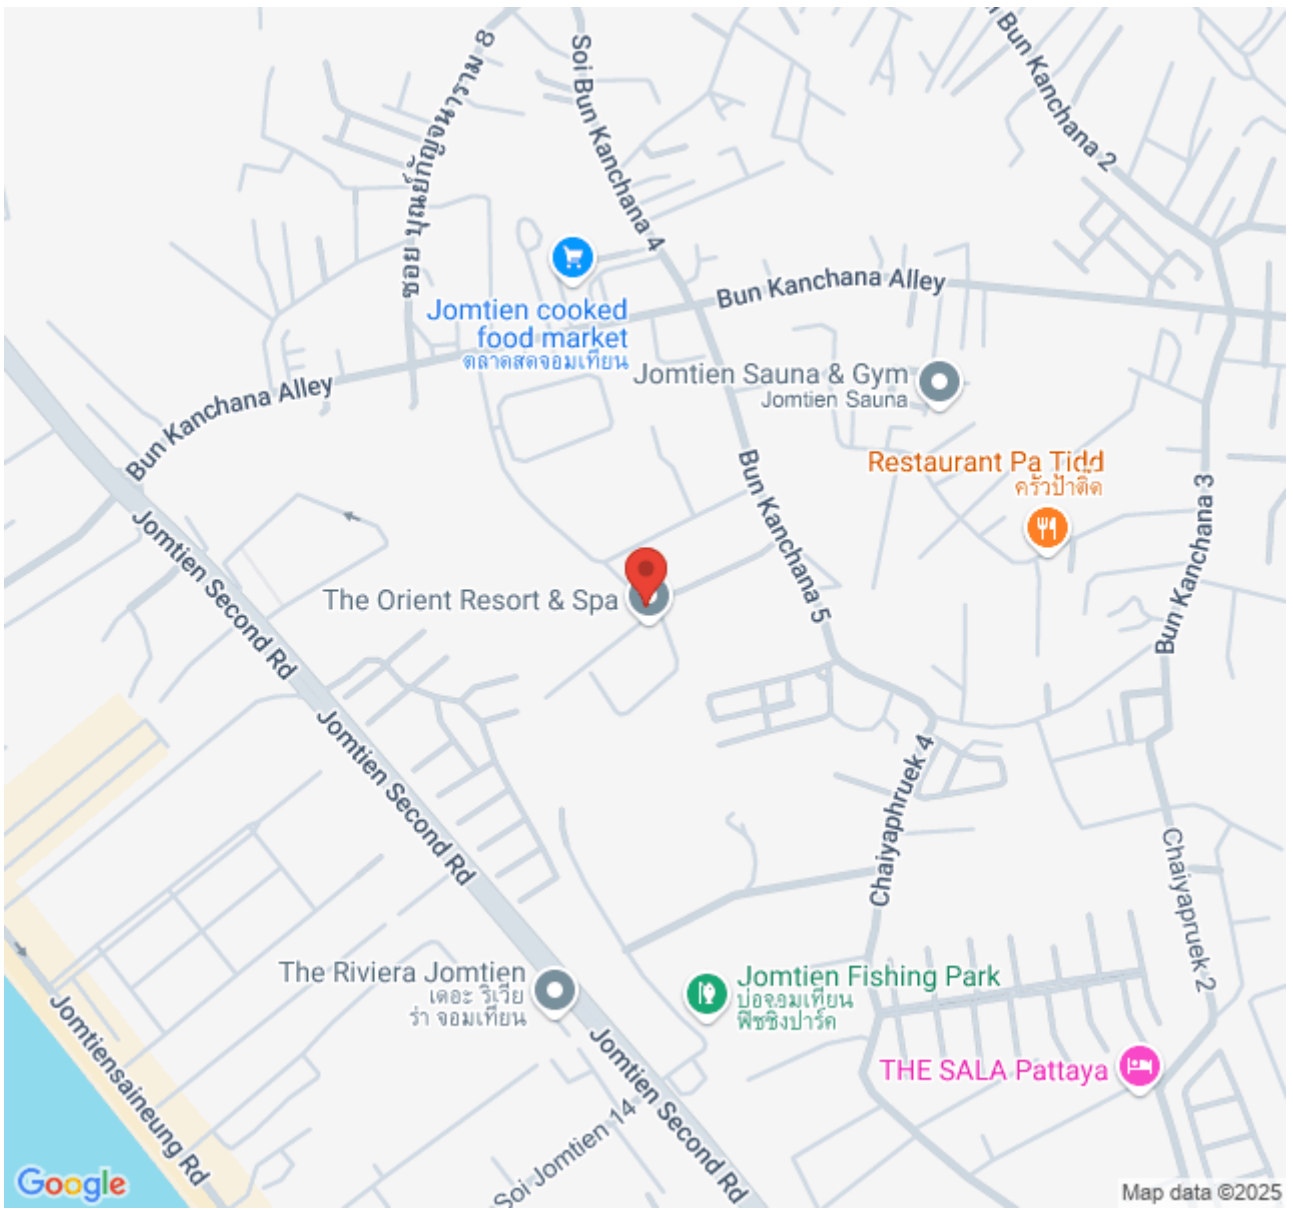 Bun Kanchana 2
ซอย บุณย์กัญจนาราม 8
Soi Bun Kanchana 4
Bun Kanchana Alley
Jomtien cooked
food market
ตลาดสดจอมเทียน
Jomtien Sauna & Gym
Jomtien Sauna
Bun Kanchana Alley
Restaurant Pa Tidd
ครัวป้าติ๊ด
Bun Kanchana 5
Bun Kanchana 3
Jomtien Second Rd
The Orient Resort & Spa
Jomtien Second Rd
Chaiyaphruek 4
Chaiyapruek 2
The Riviera Jomtien
เดอะ ริเวีย
ร่า จอมเทียน
Jomtien Fishing Park
บ่อจอมเทียน
ฟิชชิงปาร์ค
Jomtiensaineung Rd
THE SALA Pattaya
Jomtien Second Rd
Soi Jomtien 14
Google
Map data ©2025